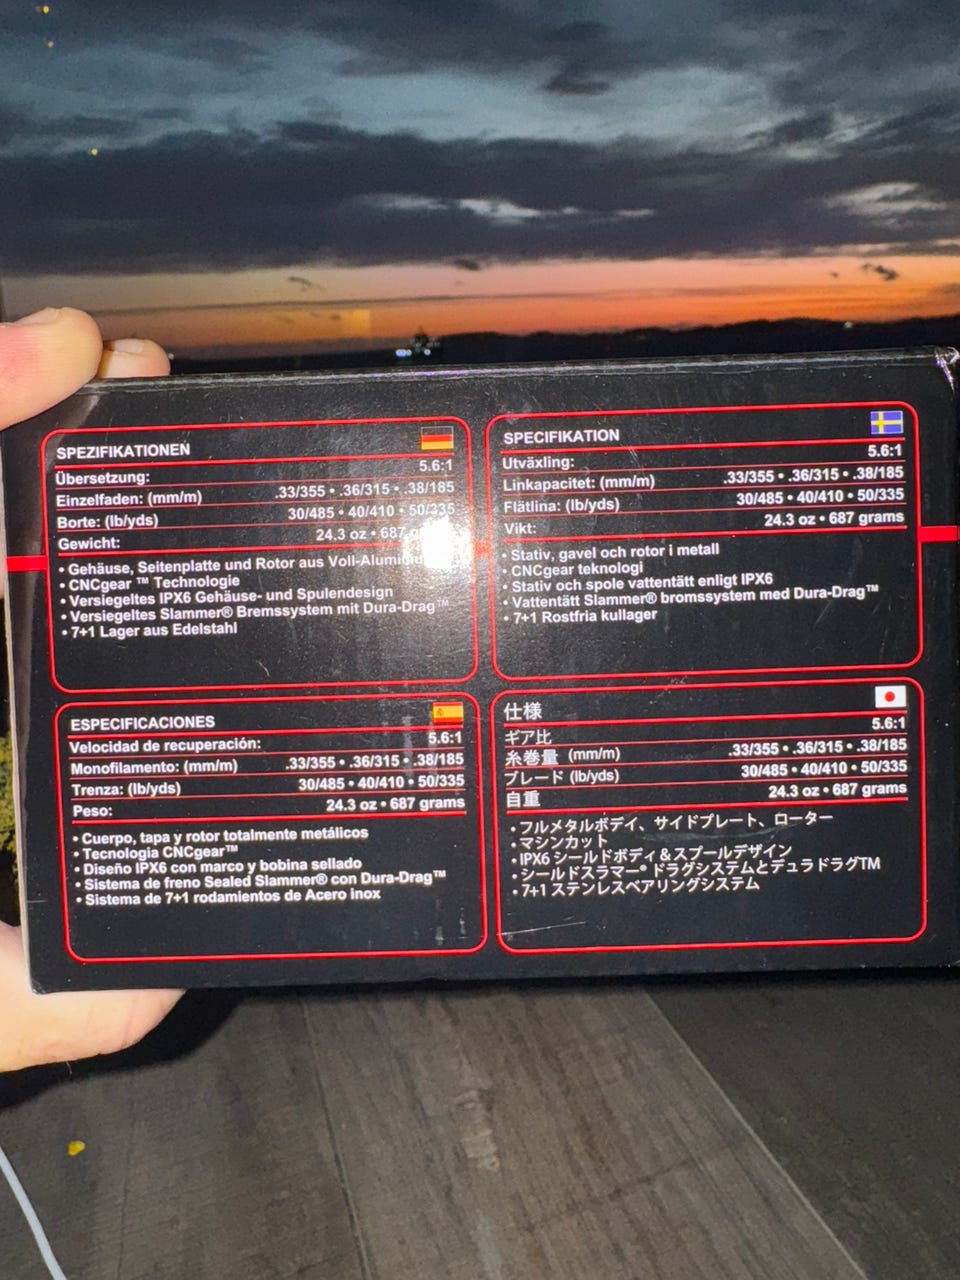 SPEZIFIKATIONEN
Übersetzung: 5.6:1
Einzelfaden: (mm/m) .33/355 • .36/315 • .38/185
Borte: (lb/yds) 30/485 • 40/410 • 50/335
Gewicht: 24.3 oz • 687
• Gehäuse, Seitenplatte und Rotor aus
• CNCgear ™ Technologie
• Versiegeltes IPX6 Gehäuse- und Spulendesign
• Versiegeltes Slammer® Bremssystem mit Dura-Drag™
• 7+1 Lager aus Edelstahl
SPECIFIKATION
Utväxling: 5.6:1
Linkapacitet: (mm/m) .33/355 • .36/315 • .38/185
Flätlina: (lb/yds) 30/485 • 40/410 • 50/335
Vikt: 24.3 oz • 687 grams
• Stativ, gavel och rotor i metall
• CNCgear teknologi
• Stativ och spole vattentätt enligt IPX6
• Vattentätt Slammer® bromssystem med Dura-Drag™
• 7+1 Rostfria kullager
ESPECIFICACIONES
Velocidad de recuperación: 5.6:1
Monofilamento: (mm/m) .33/355 • .36/315 • .38/185
Trenza: (lb/yds) 30/485 • 40/410 • 50/335
Peso: 24.3 oz • 687 grams
• Cuerpo, tapa y rotor totalmente metálicos
• Tecnología CNCgear™
• Diseño IPX6 con marco y bobina sellado
• Sistema de freno Sealed Slammer® con Dura-Drag™
• Sistema de 7+1 rodamientos de Acero inox
仕様
ギア比 5.6:1
糸巻量 (mm/m) .33/355 • .36/315 • .38/185
ブレード (lb/yds) 30/485 • 40/410 • 50/335
自重 24.3 oz • 687 grams
• フルメタルボデイ、サイドプレート、ローター
• マシンカット
• IPX6 シールドボディ＆スプールデザイン
• シールドスラマー® ドラグシステムとデュラドラグTM
• 7+1 ステンレスベアリングシステム